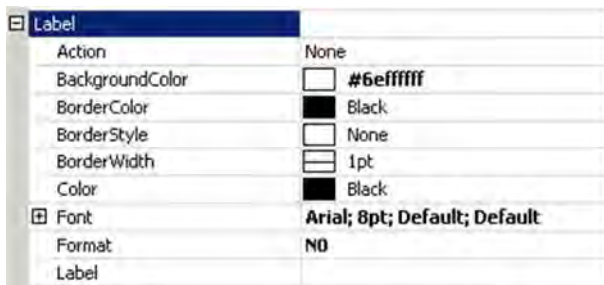 Label
Action None
BackgroundColor #6effffff
BorderColor Black
BorderStyle None
BorderWidth 1pt
Color Black
Font Arial; 8pt; Default; Default
Format N0
Label